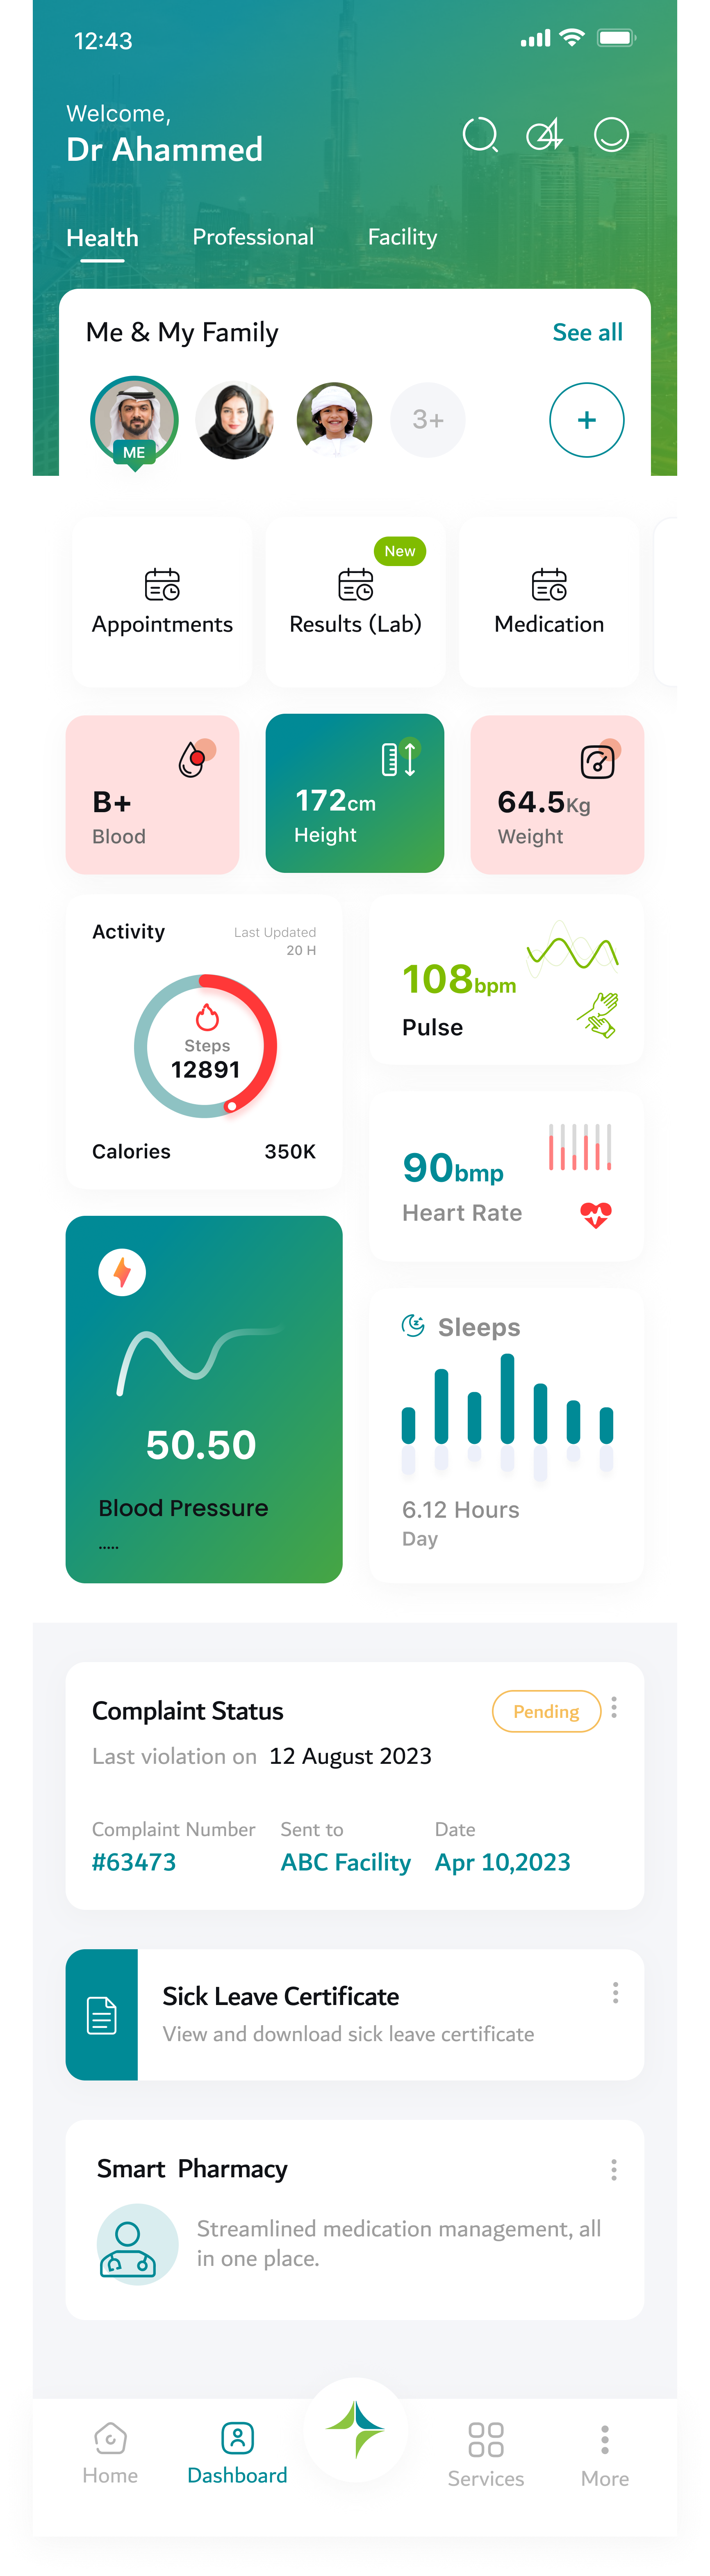 12:43
Welcome,
Dr Ahammed
Health Professional Facility
Me & My Family See all
3+ +
ME
New
Appointments Results (Lab) Medication
B+ 172cm 64.5Kg
Blood Height Weight
Activity Last Updated
20 H
Steps
12891
Calories 350K
108bpm
Pulse
90bmp
Heart Rate
50.50
Blood Pressure
.....
Sleeps
6.12 Hours
Day
Complaint Status Pending
Last violation on 12 August 2023
Complaint Number Sent to Date
#63473 ABC Facility Apr 10,2023
Sick Leave Certificate
View and download sick leave certificate
Smart Pharmacy
Streamlined medication management, all
in one place.
Home Dashboard Services More